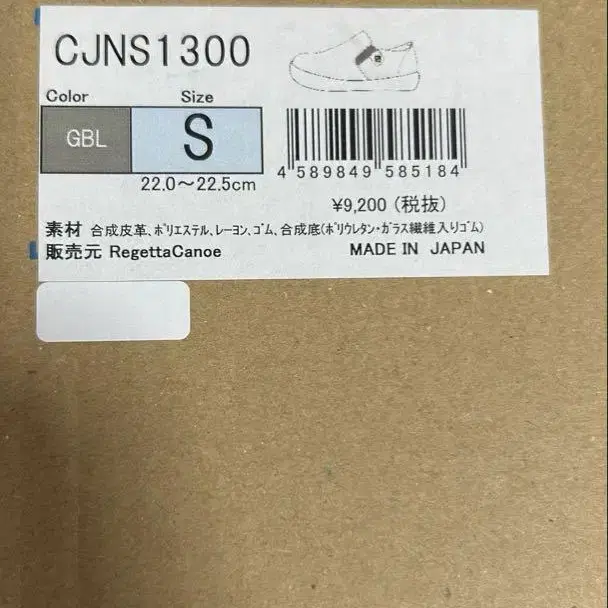 CJNS1300
Color
Size
GBL
S
22.0～22.5cm
4 589849 585184
¥9,200 (税抜)
素材 合成皮革、ﾎﾟﾘｴｽﾃﾙ、ﾚｰﾖﾝ、ｺﾞﾑ、合成底(ﾎﾟﾘｳﾚﾀﾝ･ｶﾞﾗｽ繊維入りｺﾞﾑ)
販売元 RegettaCanoe
MADE IN JAPAN